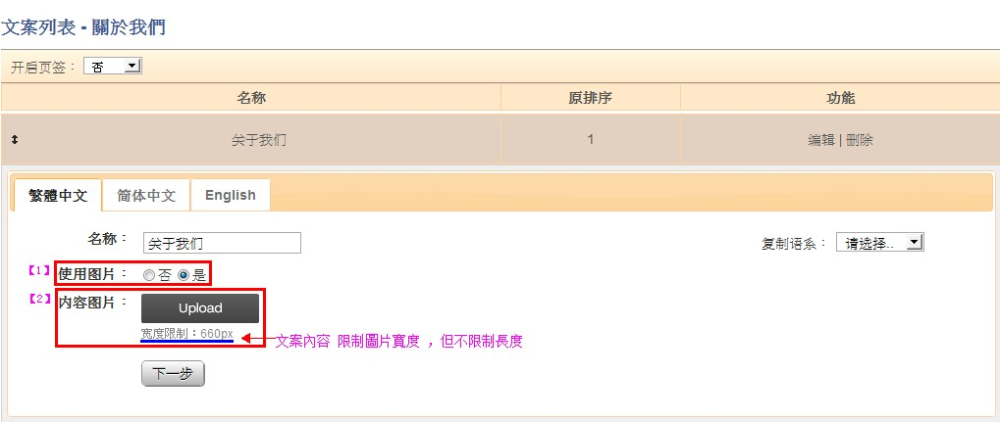 文案列表 - 關於我們
开启页签： 否
名称 原排序 功能
关于我们 1 编辑 | 删除
繁體中文 简体中文 English
名称： 关于我们 复制语系： 请选择..
【1】 使用图片： 否 是
【2】 内容图片： Upload
宽度限制：660px
文案內容 限制圖片寬度 ，但不限制長度
下一步